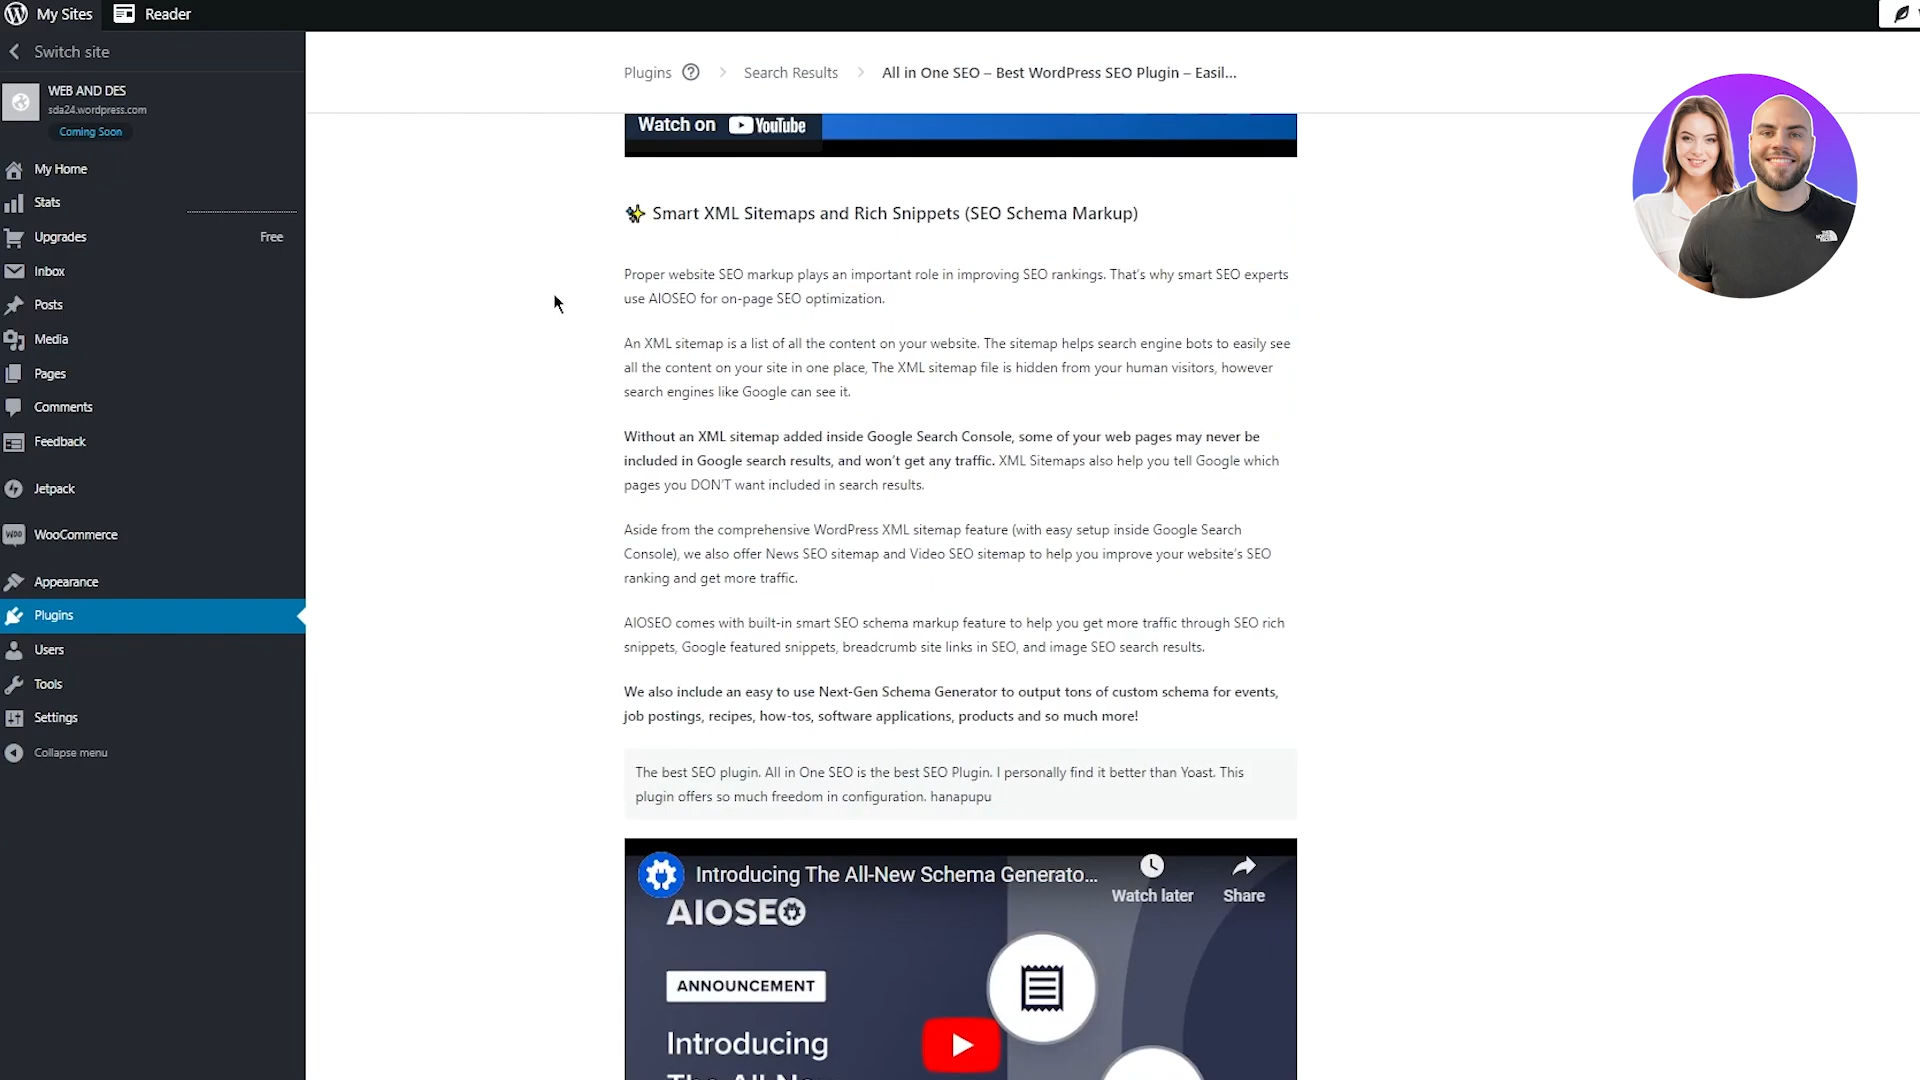 My Sites
Reader
Switch site
WEB AND DES
sda24.wordpress.com
Coming Soon
My Home
Stats
Upgrades
Free
Inbox
Posts
Media
Pages
Comments
Feedback
Jetpack
WooCommerce
Appearance
Plugins
Users
Tools
Settings
Collapse menu
Plugins
Search Results
All in One SEO – Best WordPress SEO Plugin – Easil...
Watch on YouTube
Smart XML Sitemaps and Rich Snippets (SEO Schema Markup)
Proper website SEO markup plays an important role in improving SEO rankings. That's why smart SEO experts
use AIOSEO for on-page SEO optimization.
An XML sitemap is a list of all the content on your website. The sitemap helps search engine bots to easily see
all the content on your site in one place, The XML sitemap file is hidden from your human visitors, however
search engines like Google can see it.
Without an XML sitemap added inside Google Search Console, some of your web pages may never be
included in Google search results, and won't get any traffic. XML Sitemaps also help you tell Google which
pages you DON'T want included in search results.
Aside from the comprehensive WordPress XML sitemap feature (with easy setup inside Google Search
Console), we also offer News SEO sitemap and Video SEO sitemap to help you improve your website's SEO
ranking and get more traffic.
AIOSEO comes with built-in smart SEO schema markup feature to help you get more traffic through SEO rich
snippets, Google featured snippets, breadcrumb site links in SEO, and image SEO search results.
We also include an easy to use Next-Gen Schema Generator to output tons of custom schema for events,
job postings, recipes, how-tos, software applications, products and so much more!
The best SEO plugin. All in One SEO is the best SEO Plugin. I personally find it better than Yoast. This
plugin offers so much freedom in configuration. hanapupu
Introducing The All-New Schema Generato...
Watch later
Share
AIOSEO
ANNOUNCEMENT
Introducing
The All-New